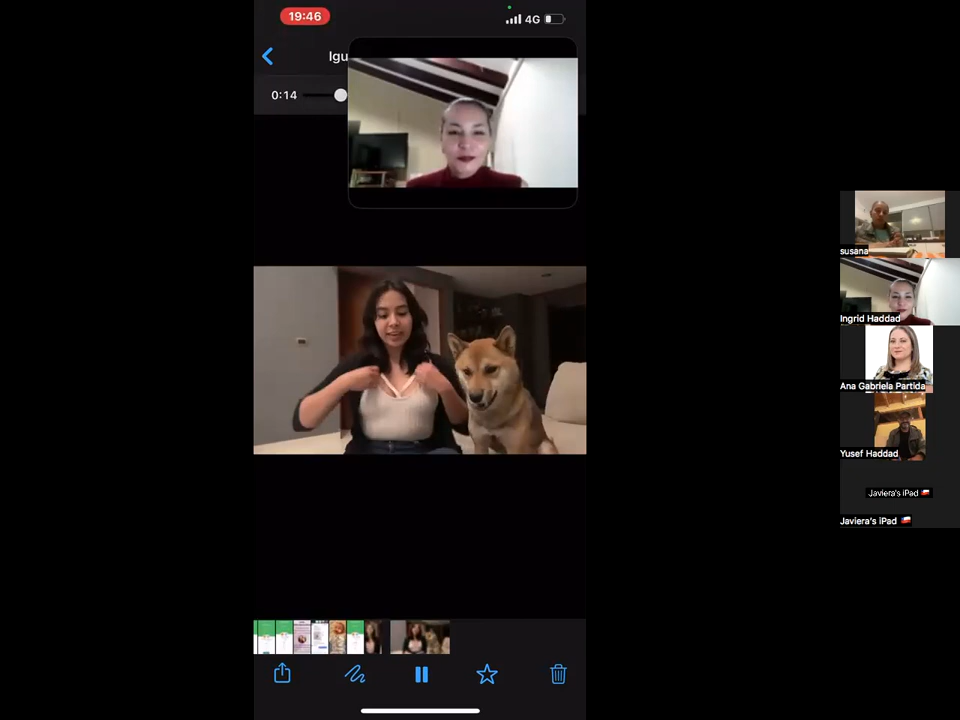 19:46
4G
Igu
0:14
susana
Ingrid Haddad
Ana Gabriela Partida
Yusef Haddad
Javiera's iPad 🇨🇱
Javiera's iPad 🇨🇱